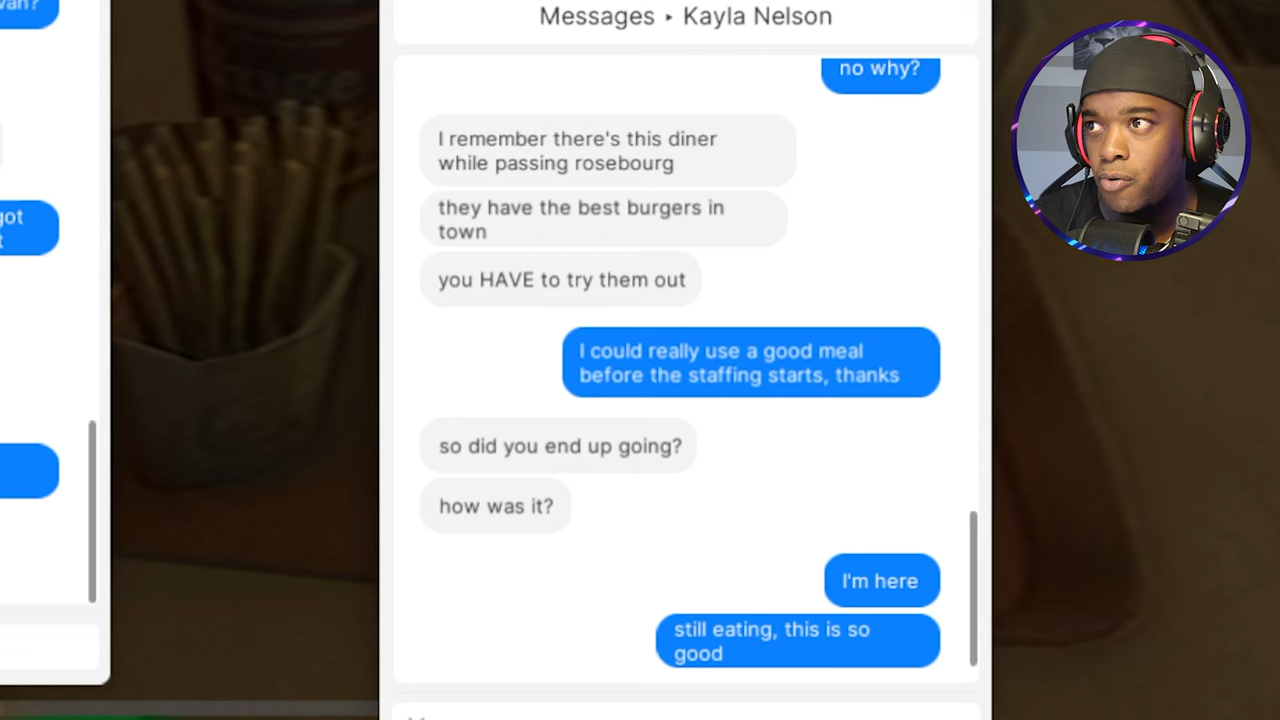 Messages ▸ Kayla Nelson
no why?
I remember there's this diner
while passing rosebourg
they have the best burgers in
town
you HAVE to try them out
I could really use a good meal
before the staffing starts, thanks
so did you end up going?
how was it?
I'm here
still eating, this is so
good
got